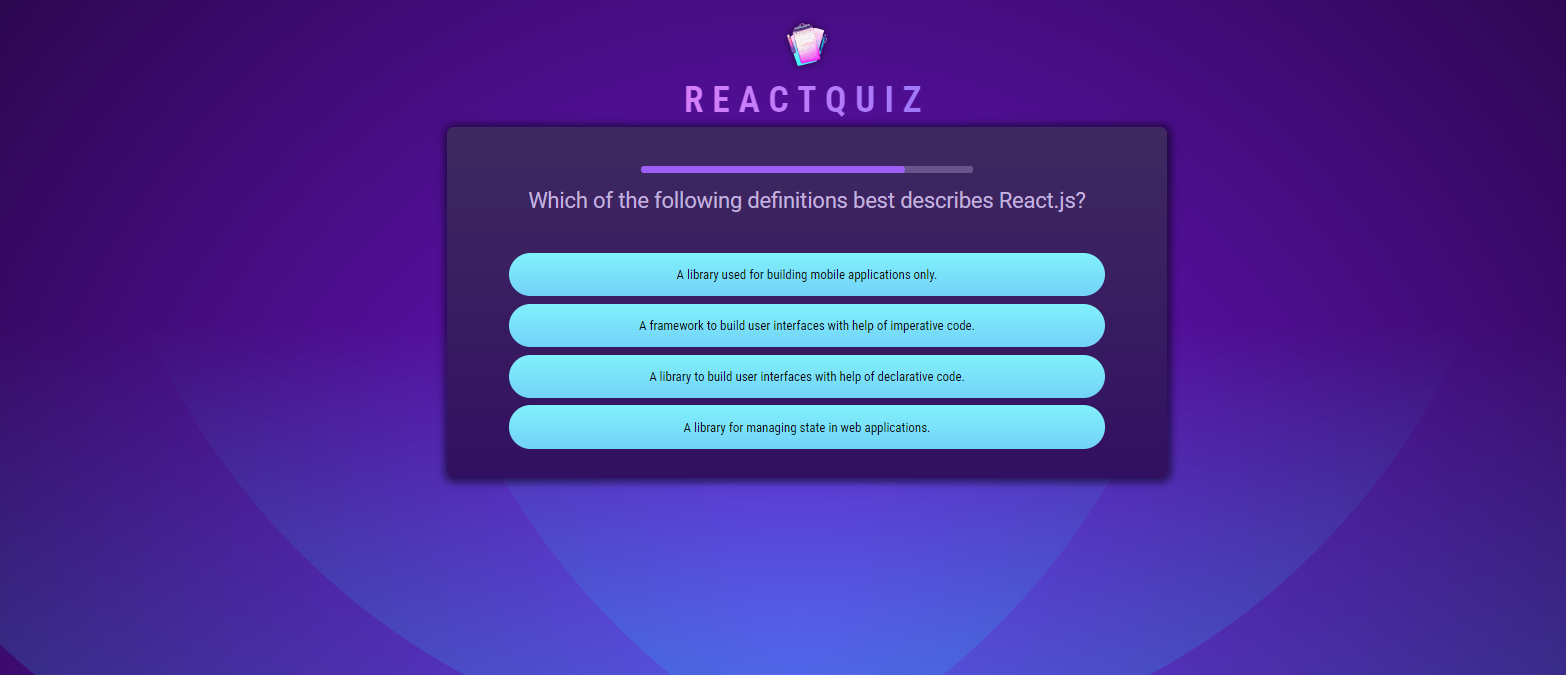 REACTQUIZ
Which of the following definitions best describes React.js?
A library used for building mobile applications only.
A framework to build user interfaces with help of imperative code.
A library to build user interfaces with help of declarative code.
A library for managing state in web applications.